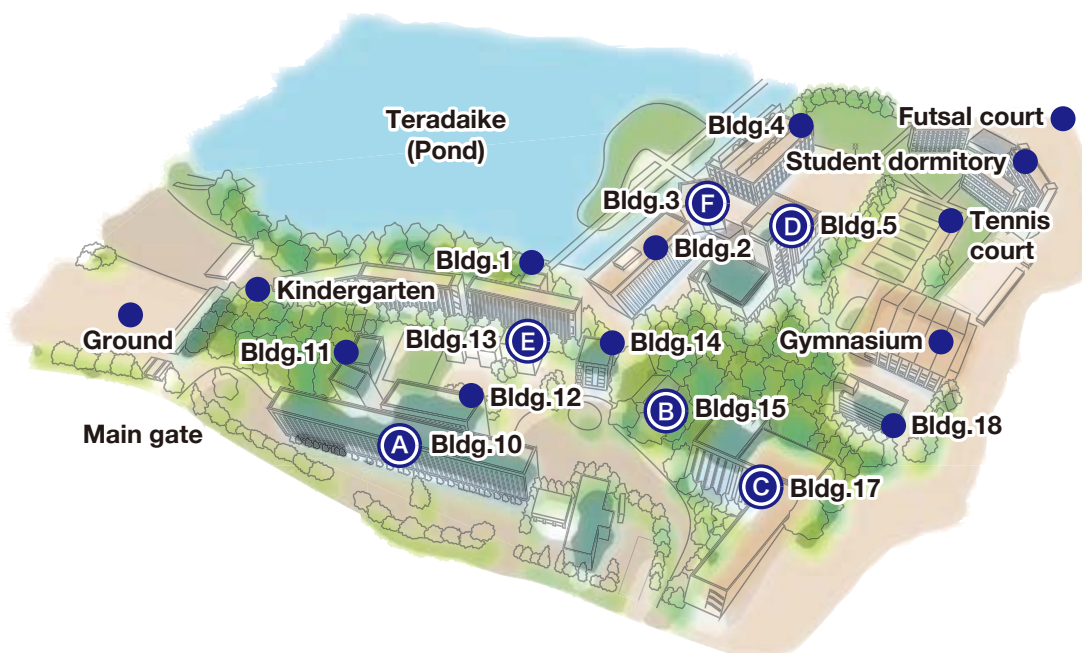 Teradaike
(Pond)
Bldg.4
Futsal court
Student dormitory
Bldg.3
F
D
Bldg.5
Tennis
court
Bldg.2
Bldg.1
Kindergarten
Ground
Bldg.11
Bldg.13
E
Bldg.14
Gymnasium
Bldg.12
B
Bldg.15
Bldg.18
Main gate
A
Bldg.10
C
Bldg.17